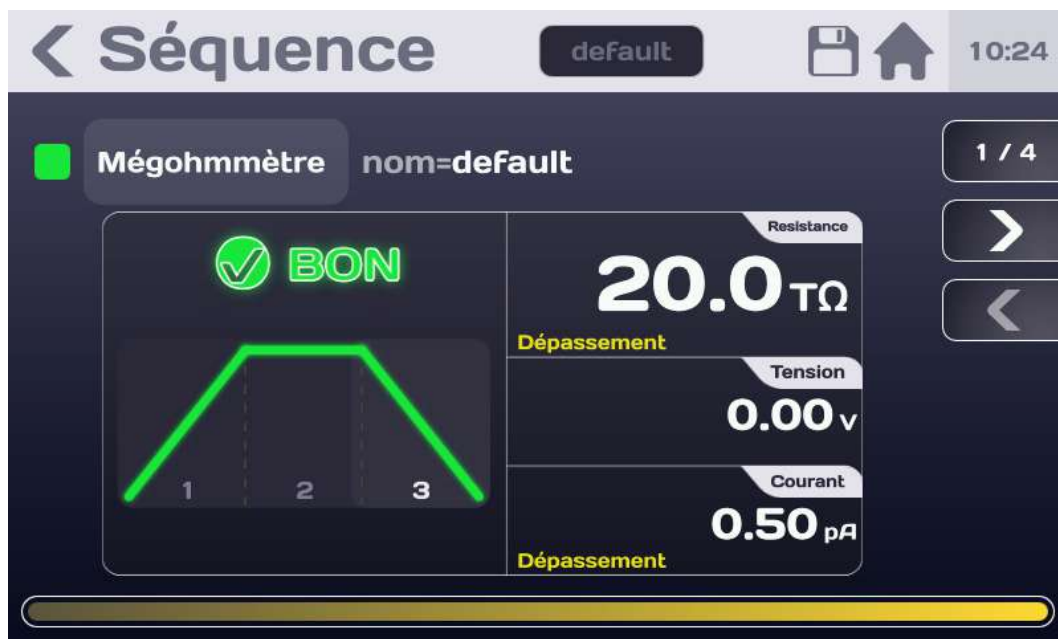 Séquence
default
10:24
Mégohmmètre
nom=default
1 / 4
BON
Resistance
20.0 TΩ
Dépassement
Tension
0.00 V
1 2 3
Courant
0.50 pA
Dépassement